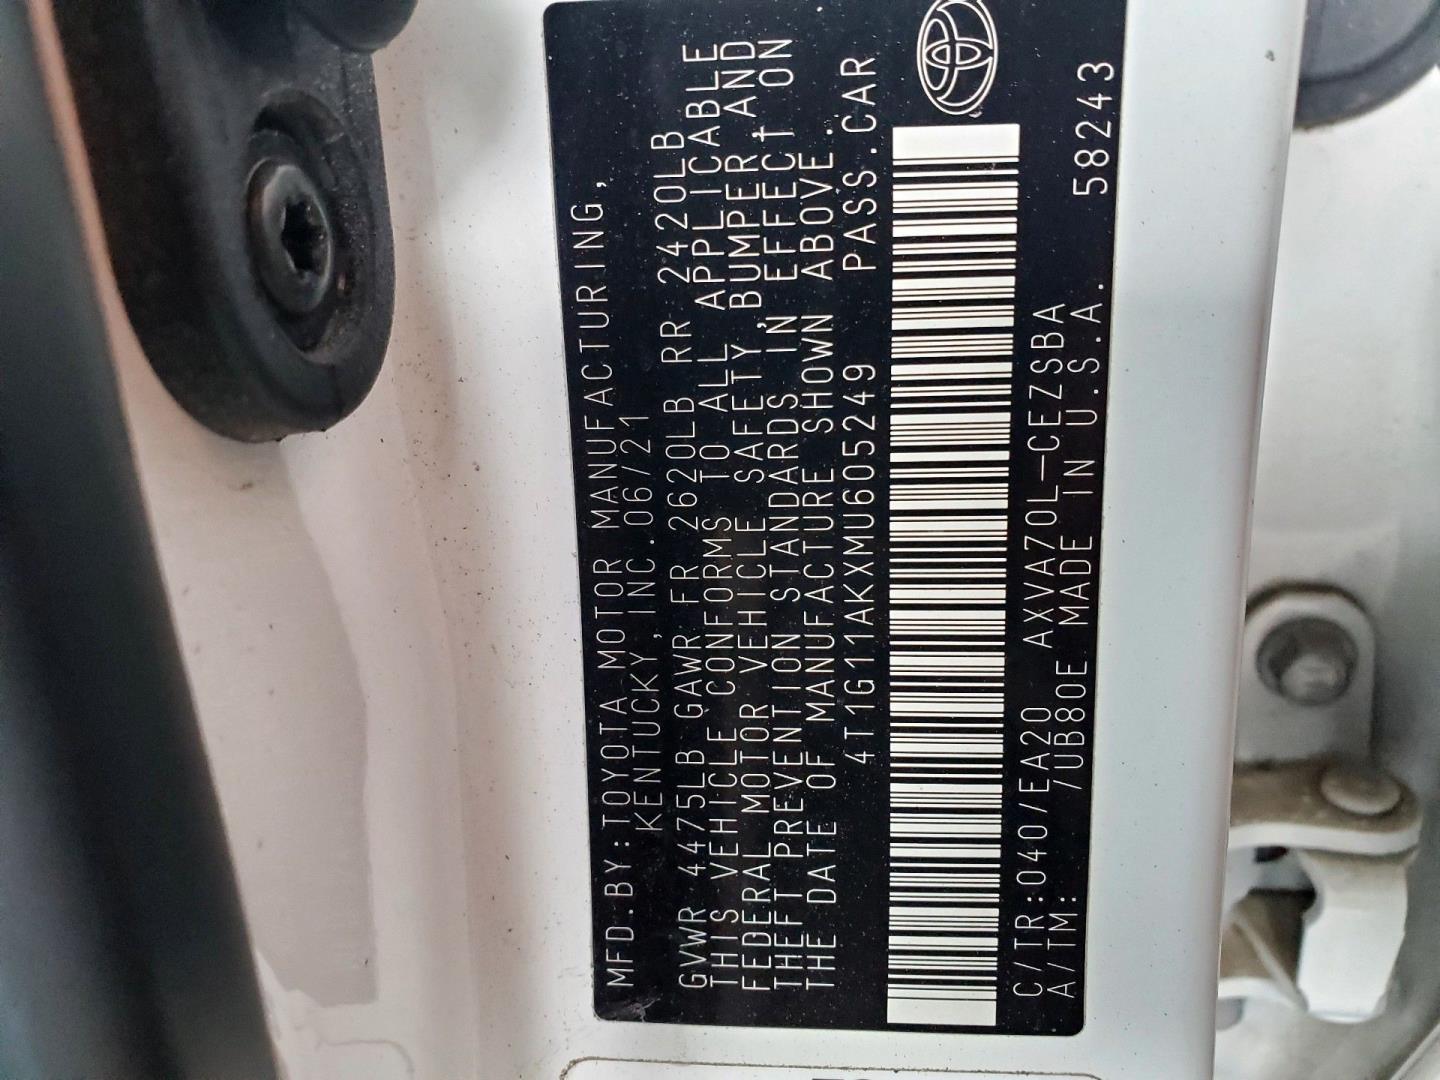 MFD.BY:TOYOTA MOTOR MANUFACTURING,
KENTUCKY,INC.06/21
GVWR 4475LB GAWR FR 2620LB RR 2420LB
THIS VEHICLE CONFORMS TO ALL APPLICABLE
FEDERAL MOTOR VEHICLE SAFETY,BUMPER,AND
THEFT PREVENTION STANDARDS IN EFFECT ON
THE DATE OF MANUFACTURE SHOWN ABOVE.
4T1G11AKXMU605249 PASS.CAR
C/TR:040/EA20 AXVA70L-CEZSBA 58243
A/TM: /UB80E MADE IN U.S.A.